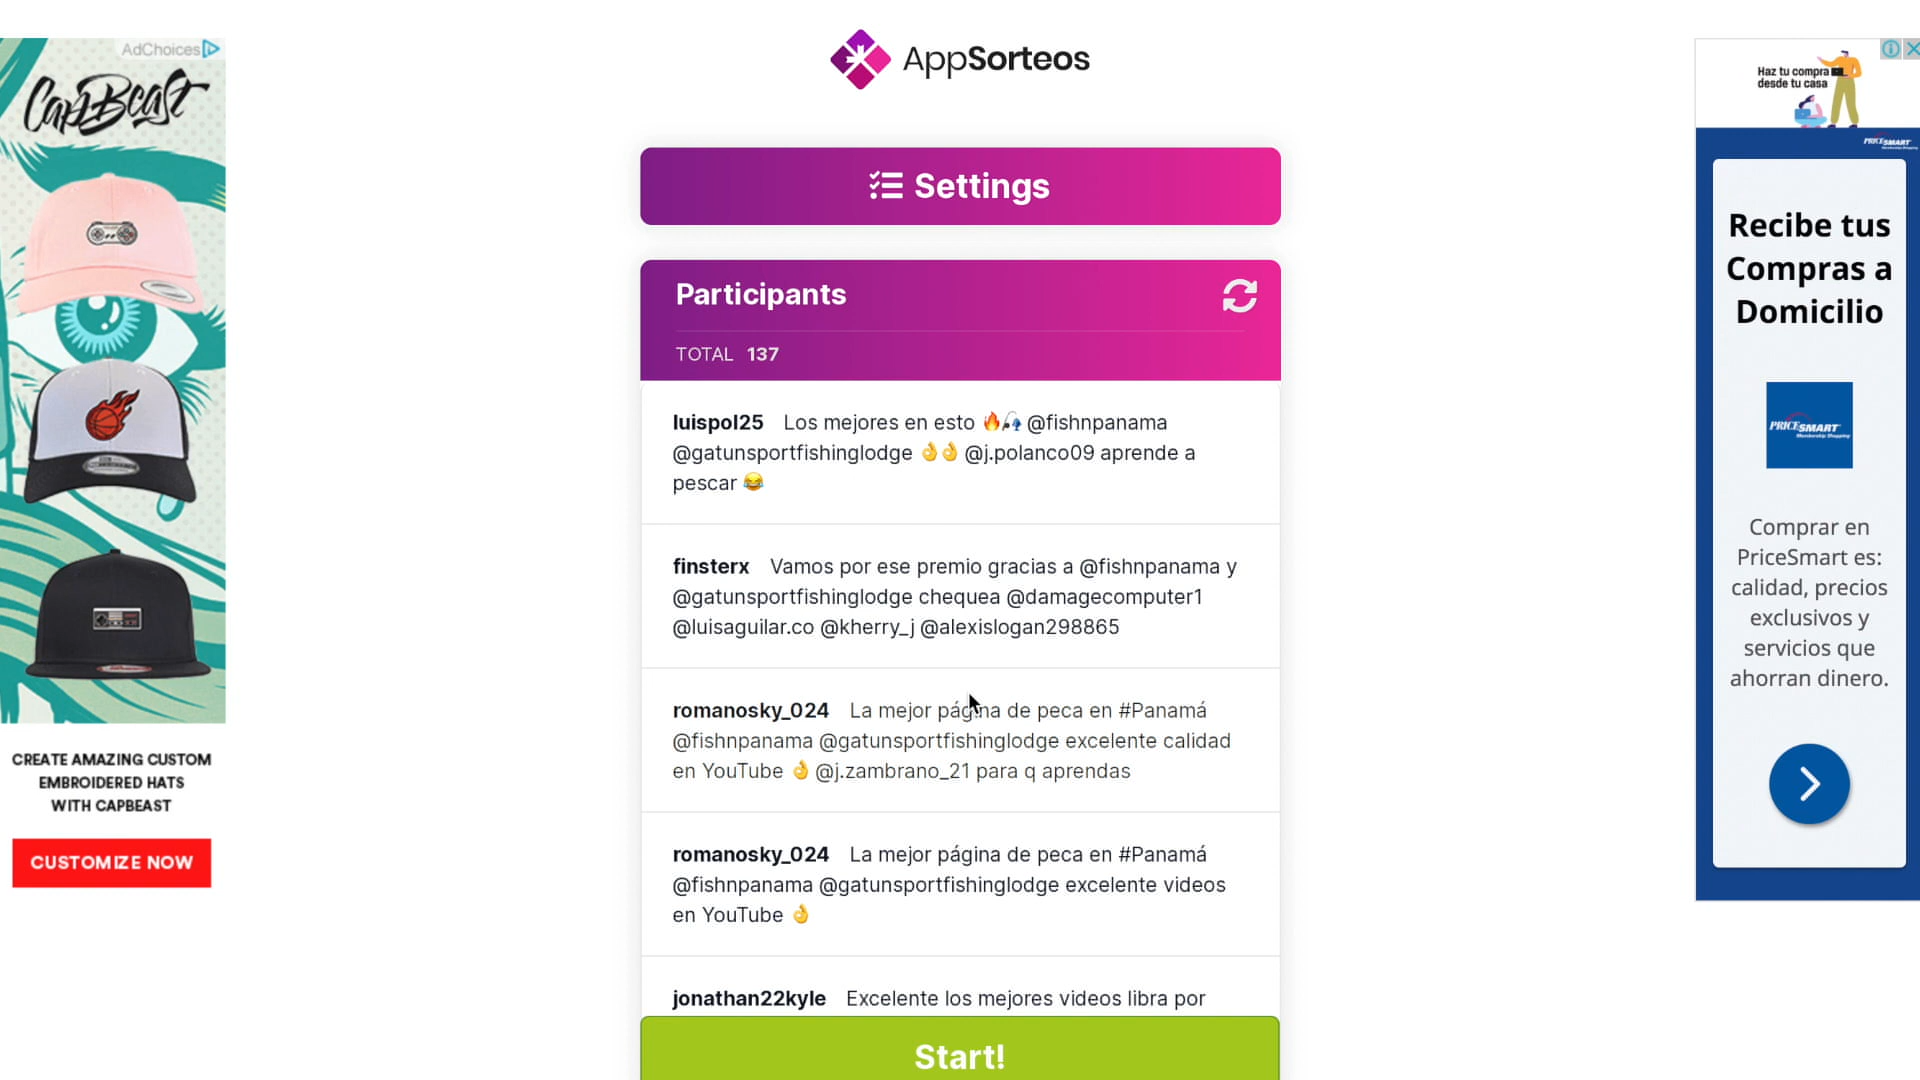 AdChoices
CapBeast
CREATE AMAZING CUSTOM
EMBROIDERED HATS
WITH CAPBEAST
CUSTOMIZE NOW
AppSorteos
Settings
Participants
TOTAL 137
luispol25 Los mejores en esto 🔥🎣 @fishnpanama
@gatunsportfishinglodge 👌👌 @j.polanco09 aprende a
pescar 😂
finsterx Vamos por ese premio gracias a @fishnpanama y
@gatunsportfishinglodge chequea @damagecomputer1
@luisaguilar.co @kherry_j @alexislogan298865
romanosky_024 La mejor página de peca en #Panamá
@fishnpanama @gatunsportfishinglodge excelente calidad
en YouTube 👌 @j.zambrano_21 para q aprendas
romanosky_024 La mejor página de peca en #Panamá
@fishnpanama @gatunsportfishinglodge excelente videos
en YouTube 👌
jonathan22kyle Excelente los mejores videos libra por
Start!
Haz tu compra
desde tu casa
PRICESMART
Membership Shopping
Recibe tus
Compras a
Domicilio
PRICESMART
Membership Shopping
Comprar en
PriceSmart es:
calidad, precios
exclusivos y
servicios que
ahorran dinero.